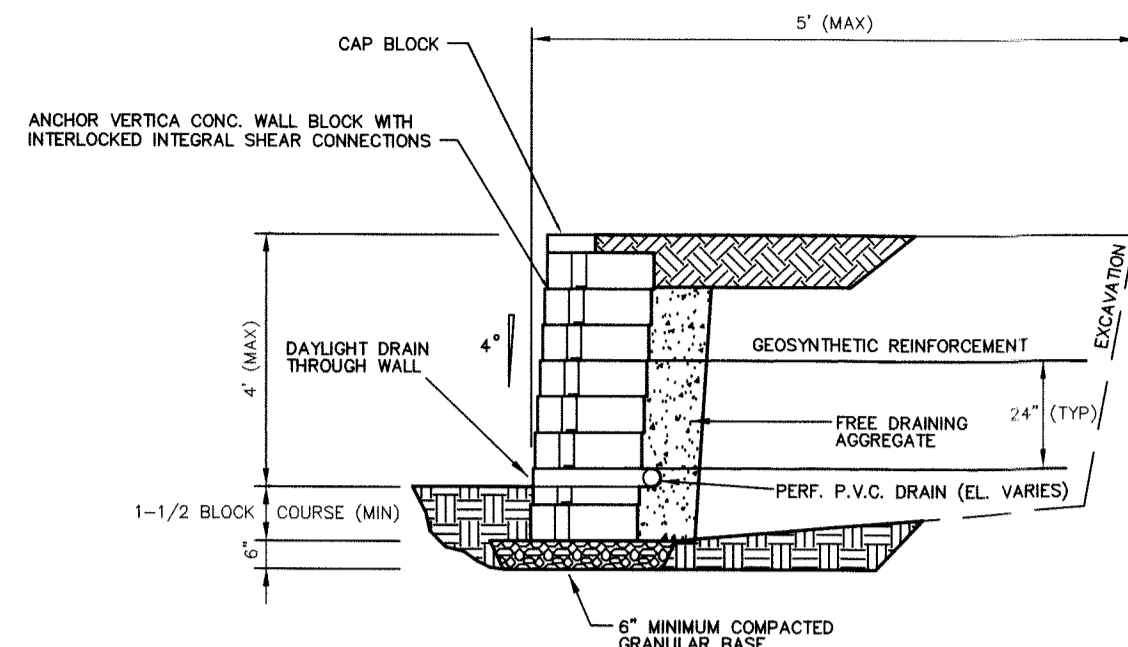 5' (MAX)
CAP BLOCK
ANCHOR VERTICA CONC. WALL BLOCK WITH
INTERLOCKED INTEGRAL SHEAR CONNECTIONS
EXCAVATION
4' (MAX)
4°
DAYLIGHT DRAIN
THROUGH WALL
GEOSYNTHETIC REINFORCEMENT
24" (TYP)
FREE DRAINING
AGGREGATE
PERF. P.V.C. DRAIN (EL. VARIES)
1-1/2 BLOCK COURSE (MIN)
6"
6" MINIMUM COMPACTED
GRANULAR BASE